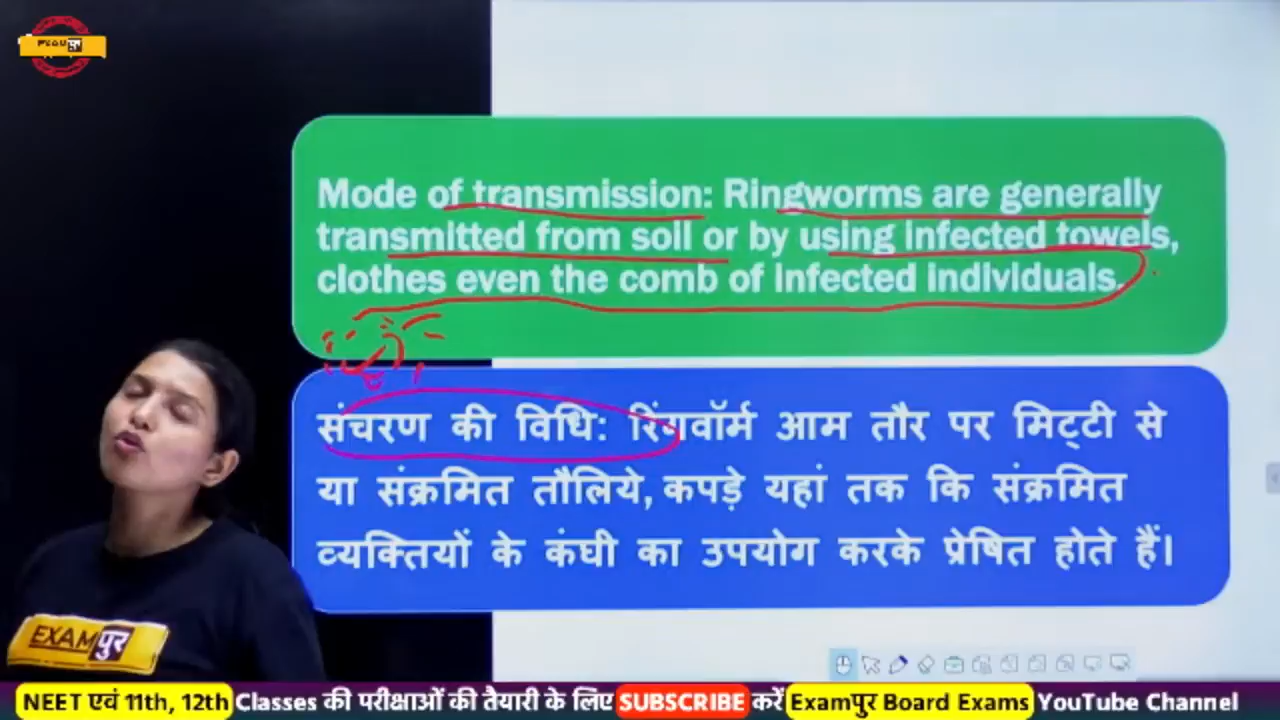 Mode of transmission: Ringworms are generally
transmitted from soil or by using infected towels,
clothes even the comb of infected individuals.
संचरण की विधि: रिंगवॉर्म आम तौर पर मिट्टी से
या संक्रमित तौलिये, कपड़े यहां तक कि संक्रमित
व्यक्तियों के कंघी का उपयोग करके प्रेषित होते हैं।
EXAMपुर
NEET एवं 11th, 12th Classes की परीक्षाओं की तैयारी के लिए SUBSCRIBE करें Examपुर Board Exams YouTube Channel